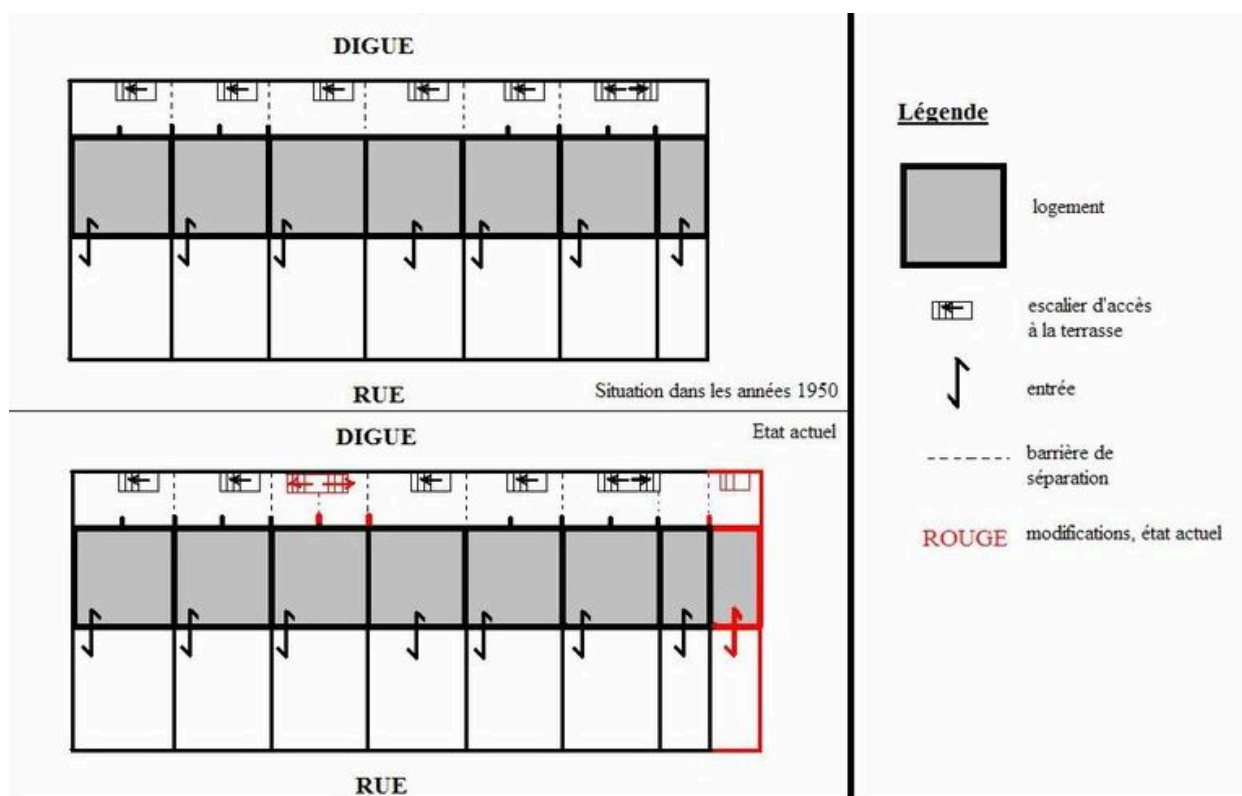 DIGUE
RUE
Situation dans les années 1950
DIGUE
Etat actuel
RUE
Légende
logement
escalier d'accès
à la terrasse
entrée
barrière de
séparation
ROUGE
modifications, état actuel